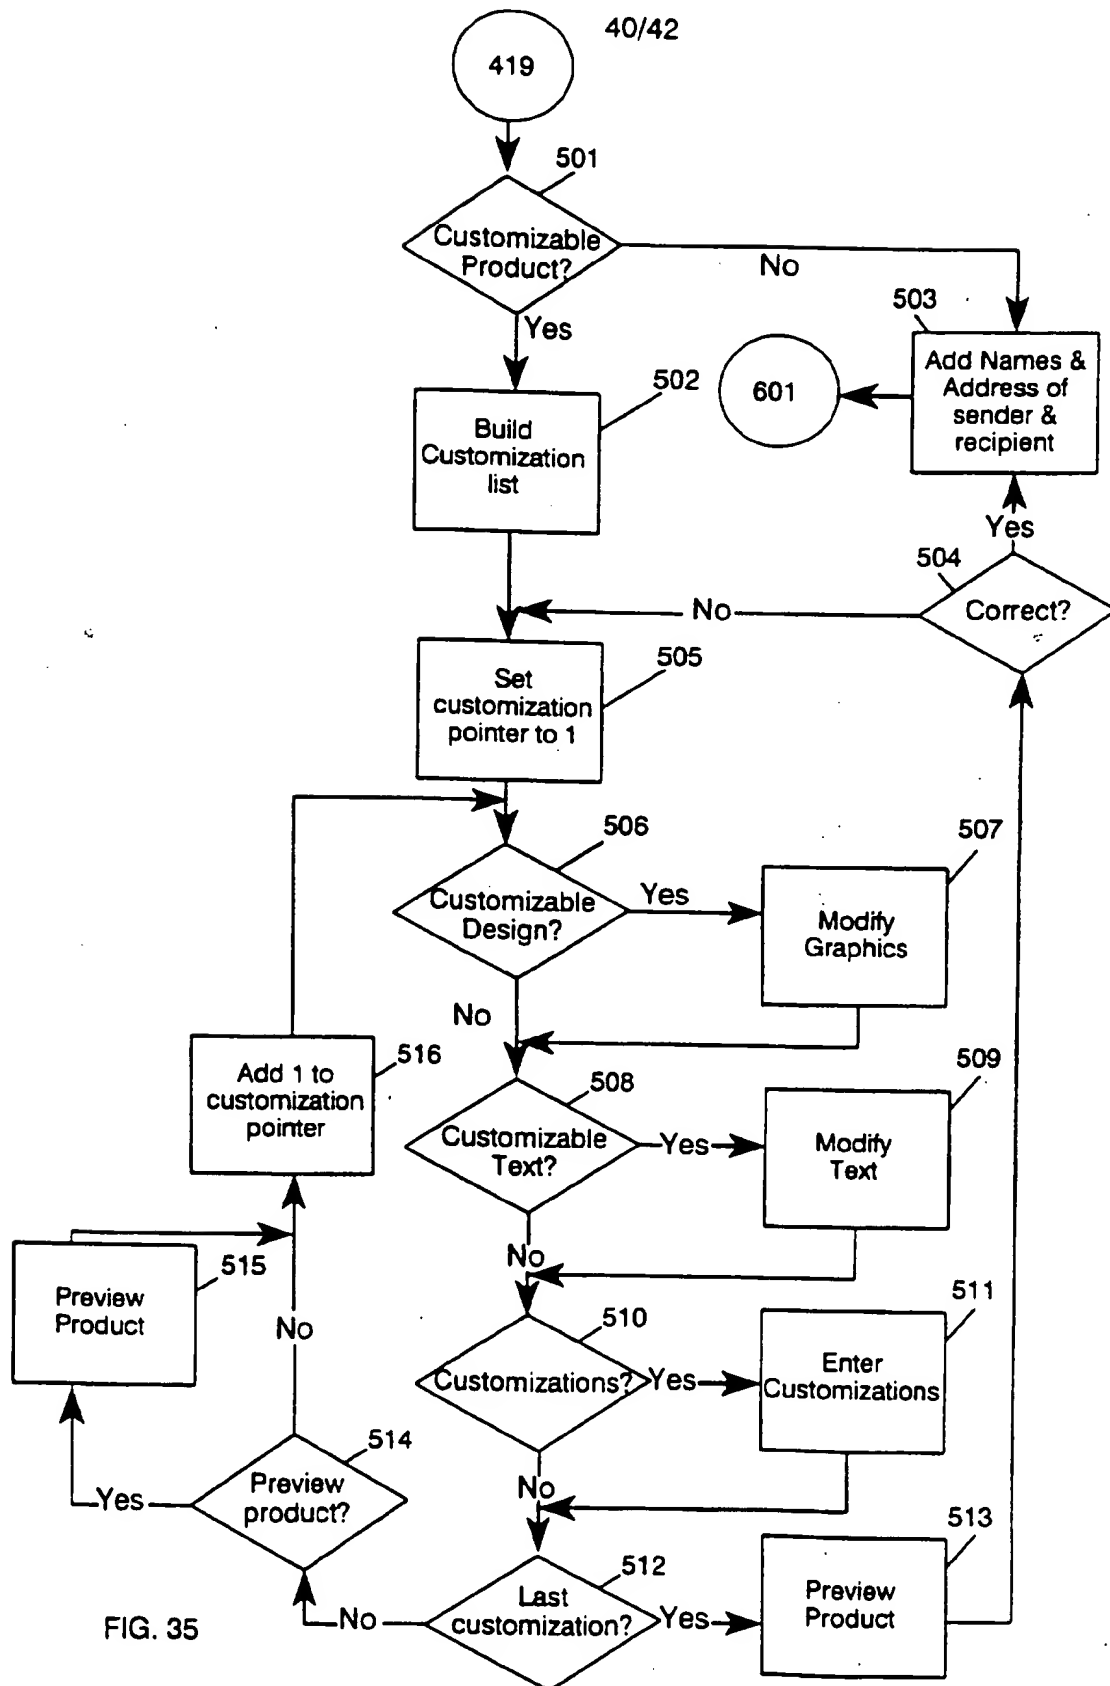 40/42
419
501
Customizable
Product?
No
Yes
503
Add Names &
Address of
sender &
recipient
601
502
Build
Customization
list
Yes
504
Correct?
No
505
Set
customization
pointer to 1
506
Customizable
Design?
Yes
507
Modify
Graphics
No
516
Add 1 to
customization
pointer
508
Customizable
Text?
Yes
509
Modify
Text
No
515
Preview
Product
No
510
Customizations?
Yes
511
Enter
Customizations
No
514
Preview
product?
Yes
512
Last
customization?
No
Yes
513
Preview
Product
FIG. 35